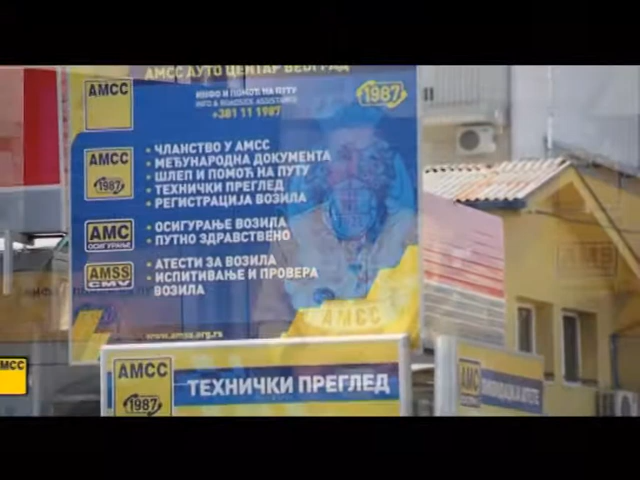 АМСС АУТО ЦЕНТАР БЕОГРАД
АМСС
ИНФО И ПОМОЋ НА ПУТУ
INFO & ROADSIDE ASSISTANCE
+381 11 1987
1987
АМСС
1987
• ЧЛАНСТВО У АМСС
• МЕЂУНАРОДНА ДОКУМЕНТА
• ШЛЕП И ПОМОЋ НА ПУТУ
• ТЕХНИЧКИ ПРЕГЛЕД
• РЕГИСТРАЦИЈА ВОЗИЛА
АМС
ОСИГУРАЊЕ
• ОСИГУРАЊЕ ВОЗИЛА
• ПУТНО ЗДРАВСТВЕНО
AMSS
CMV
• АТЕСТИ ЗА ВОЗИЛА
• ИСПИТИВАЊЕ И ПРОВЕРА
ВОЗИЛА
АМСС
www.amss.org.rs
АМСС
1987
ТЕХНИЧКИ ПРЕГЛЕД
АМС
АМСС